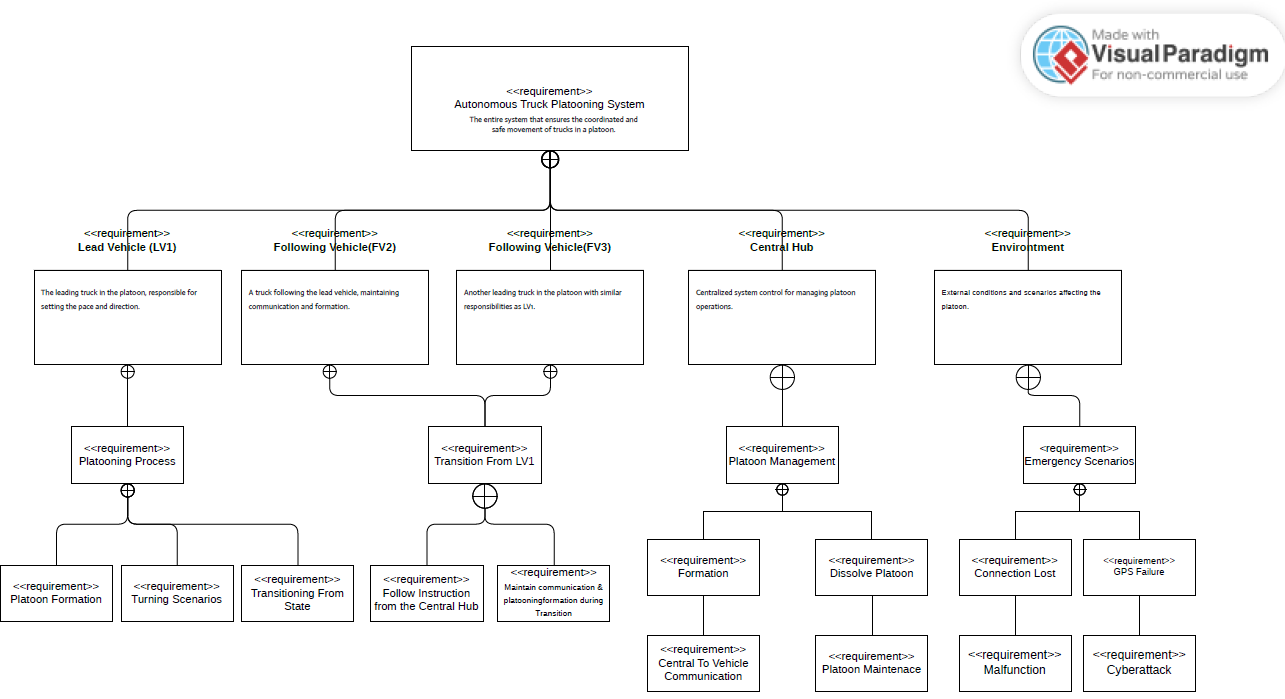 Made with
Visual Paradigm
For non-commercial use
<<requirement>>
Autonomous Truck Platooning System
The entire system that ensures the coordinated and
safe movement of trucks in a platoon.
<<requirement>>
Lead Vehicle (LV1)
The leading truck in the platoon, responsible for
setting the pace and direction.
<<requirement>>
Following Vehicle(FV2)
A truck following the lead vehicle, maintaining
communication and formation.
<<requirement>>
Following Vehicle(FV3)
Another leading truck in the platoon with similar
responsibilities as LV1.
<<requirement>>
Central Hub
Centralized system control for managing platoon
operations.
<<requirement>>
Environtment
External conditions and scenarios affecting the
platoon.
<<requirement>>
Platooning Process
<<requirement>>
Transition From LV1
<<requirement>>
Platoon Management
<requirement>>
Emergency Scenarios
<<requirement>>
Platoon Formation
<<requirement>>
Turning Scenarios
<<requirement>>
Transitioning From
State
<<requirement>>
Follow Instruction
from the Central Hub
<<requirement>>
Maintain communication &
platooningformation during
Transition
<<requirement>>
Formation
<<requirement>>
Dissolve Platoon
<<requirement>>
Connection Lost
<<requirement>>
GPS Failure
<<requirement>>
Central To Vehicle
Communication
<<requirement>>
Platoon Maintenace
<<requirement>>
Malfunction
<<requirement>>
Cyberattack